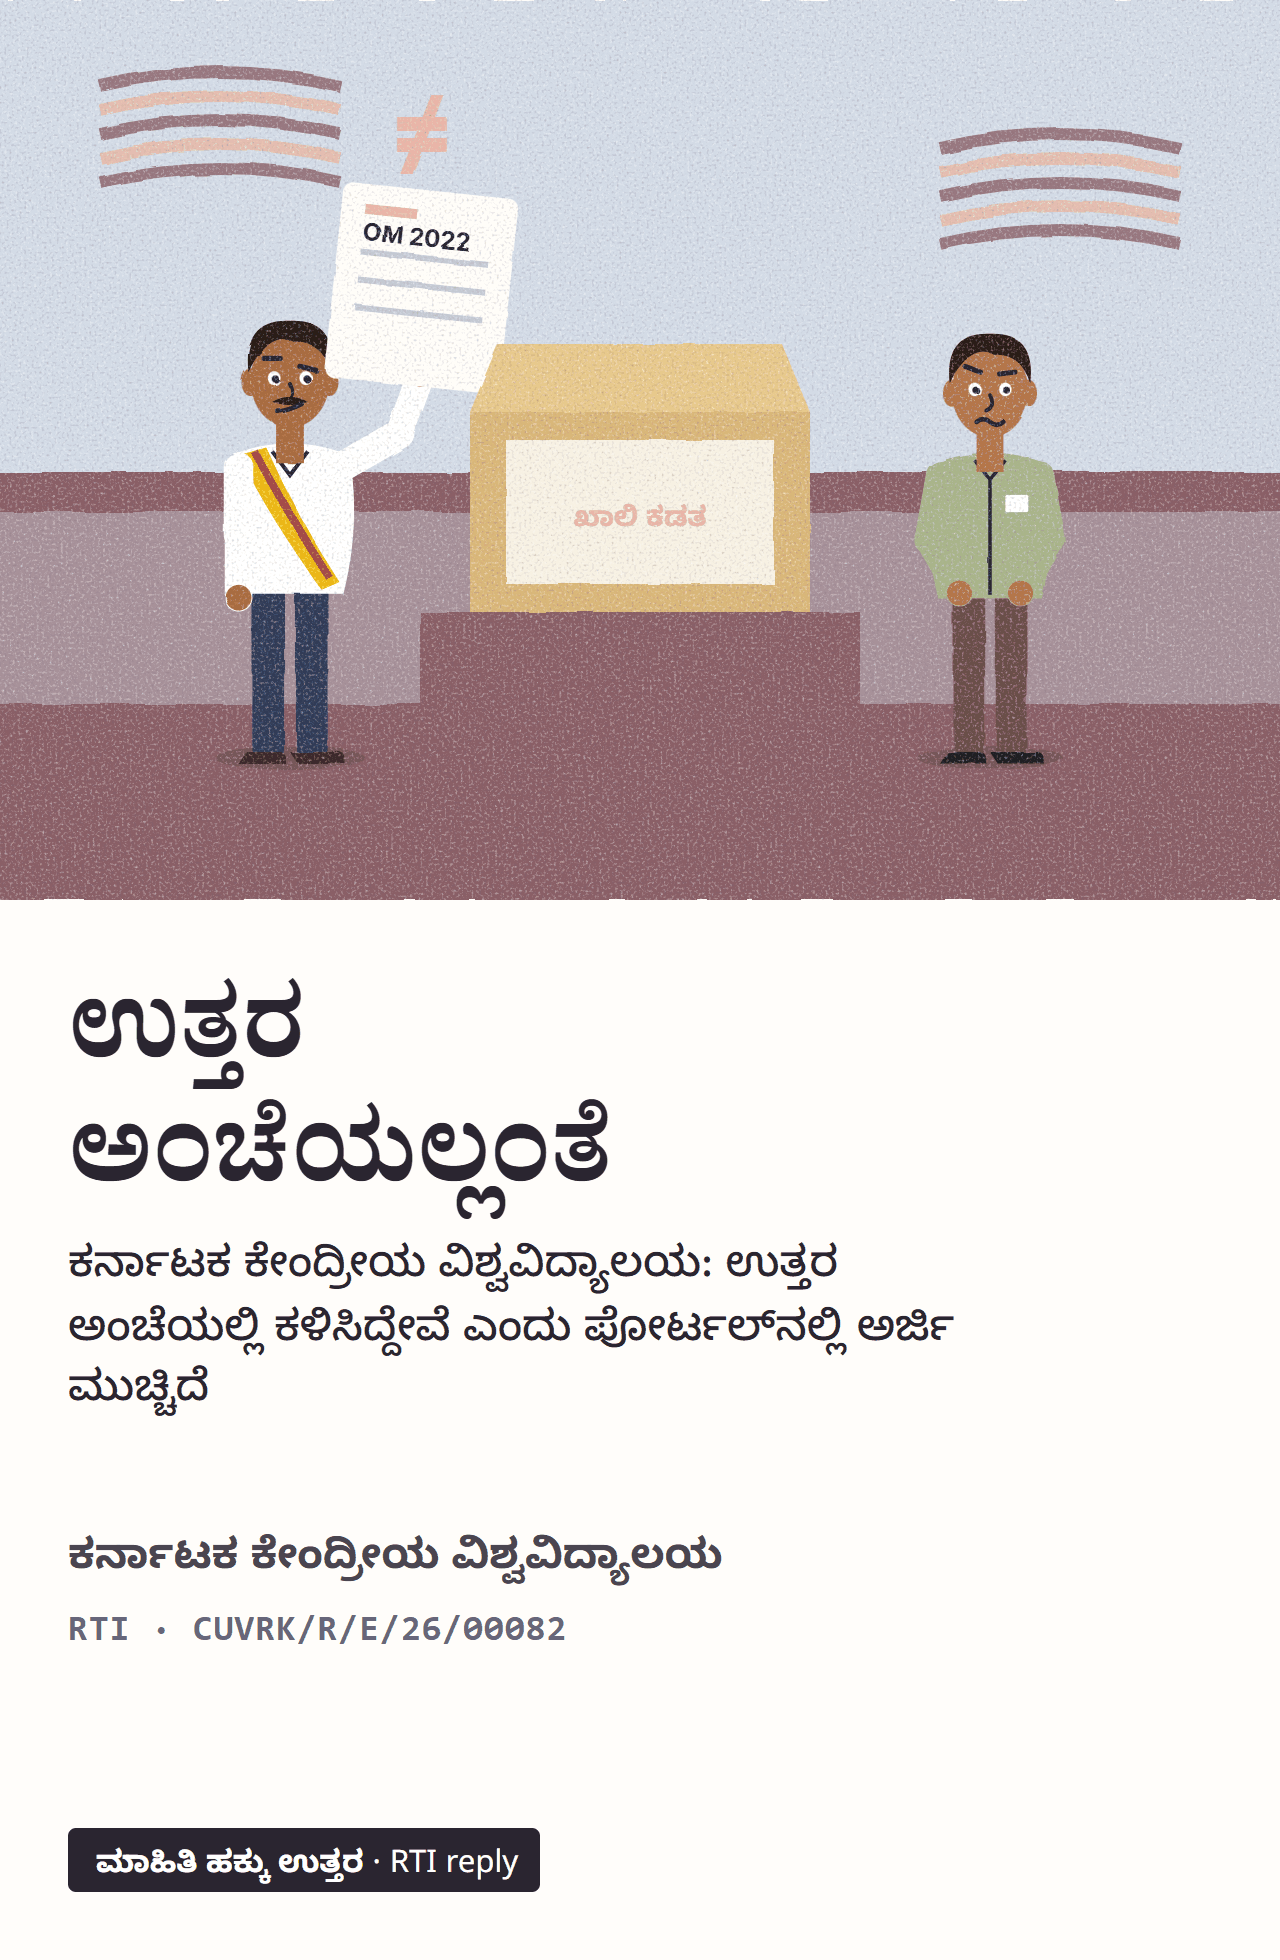 ≠
OM 2022
ಖಾಲಿ ಕಡತ
ಉತ್ತರ
ಅಂಚೆಯಲ್ಲಂತೆ
ಕರ್ನಾಟಕ ಕೇಂದ್ರೀಯ ವಿಶ್ವವಿದ್ಯಾಲಯ: ಉತ್ತರ
ಅಂಚೆಯಲ್ಲಿ ಕಳಿಸಿದ್ದೇವೆ ಎಂದು ಪೋರ್ಟಲ್‌ನಲ್ಲಿ ಅರ್ಜಿ
ಮುಚ್ಚಿದೆ
ಕರ್ನಾಟಕ ಕೇಂದ್ರೀಯ ವಿಶ್ವವಿದ್ಯಾಲಯ
RTI · CUVRK/R/E/26/00082
ಮಾಹಿತಿ ಹಕ್ಕು ಉತ್ತರ · RTI reply